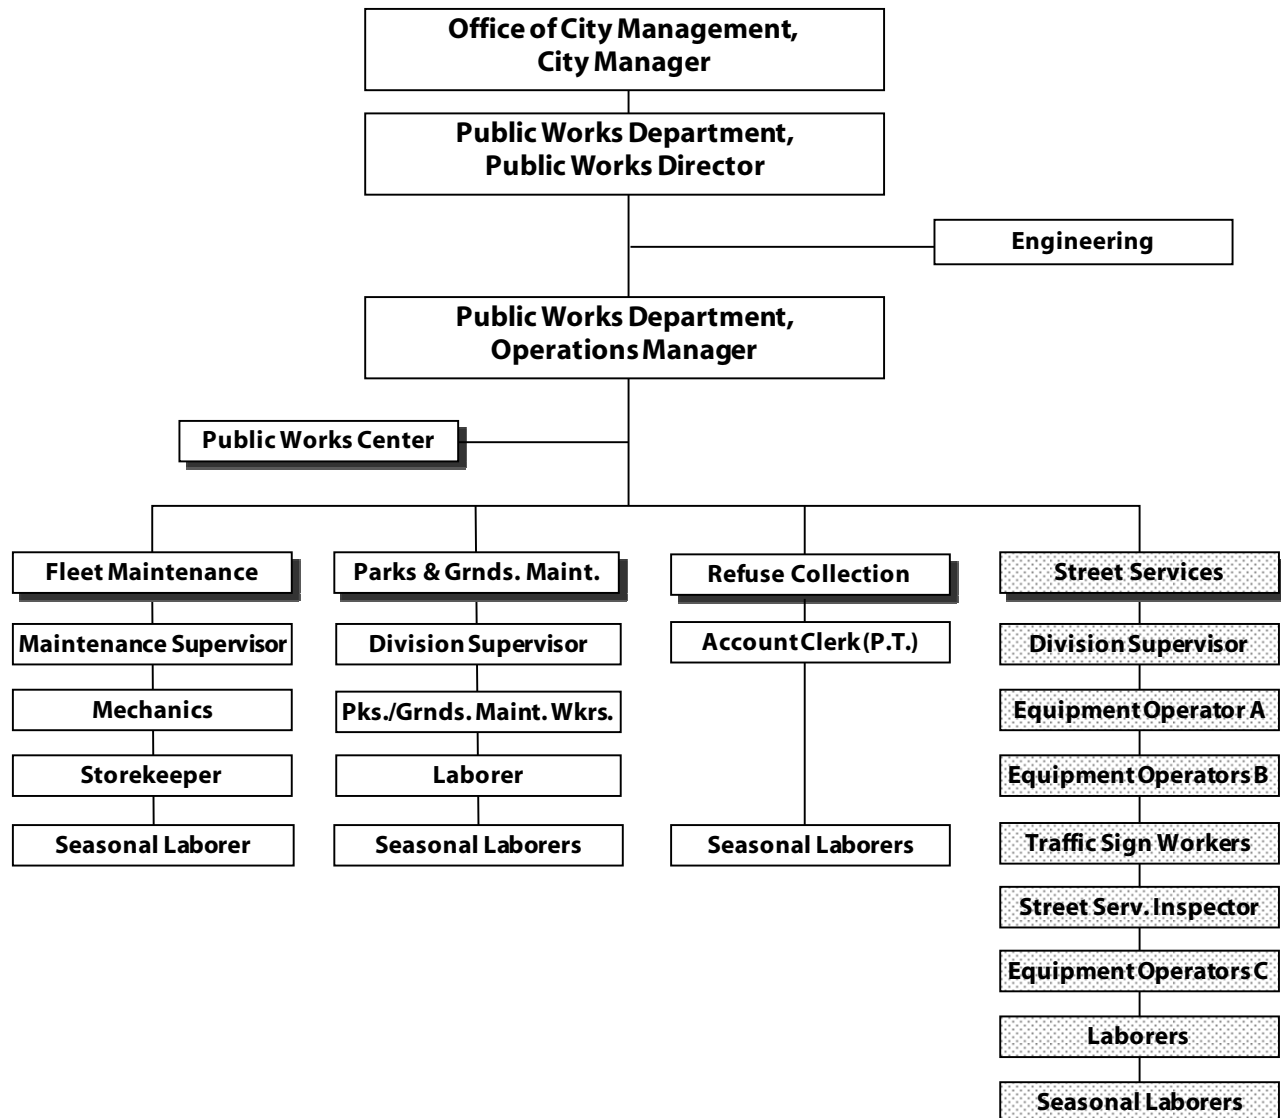 Office of City Management,
City Manager
Public Works Department,
Public Works Director
Engineering
Public Works Department,
Operations Manager
Public Works Center
Fleet Maintenance
Maintenance Supervisor
Mechanics
Storekeeper
Seasonal Laborer
Parks & Grnds. Maint.
Division Supervisor
Pks./Grnds. Maint. Wkrs.
Laborer
Seasonal Laborers
Refuse Collection
Account Clerk (P.T.)
Seasonal Laborers
Street Services
Division Supervisor
Equipment Operator A
Equipment Operators B
Traffic Sign Workers
Street Serv. Inspector
Equipment Operators C
Laborers
Seasonal Laborers